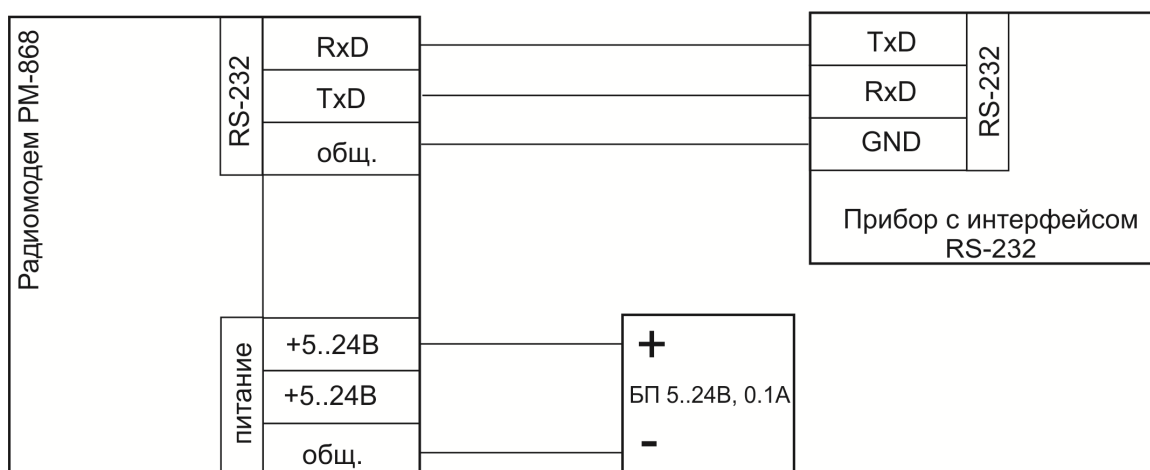 Радиомодем РМ-868
RS-232
RxD
TxD
общ.
TxD
RxD
GND
RS-232
Прибор с интерфейсом
RS-232
питание
+5..24В
+5..24В
общ.
+
БП 5..24В, 0.1А
-